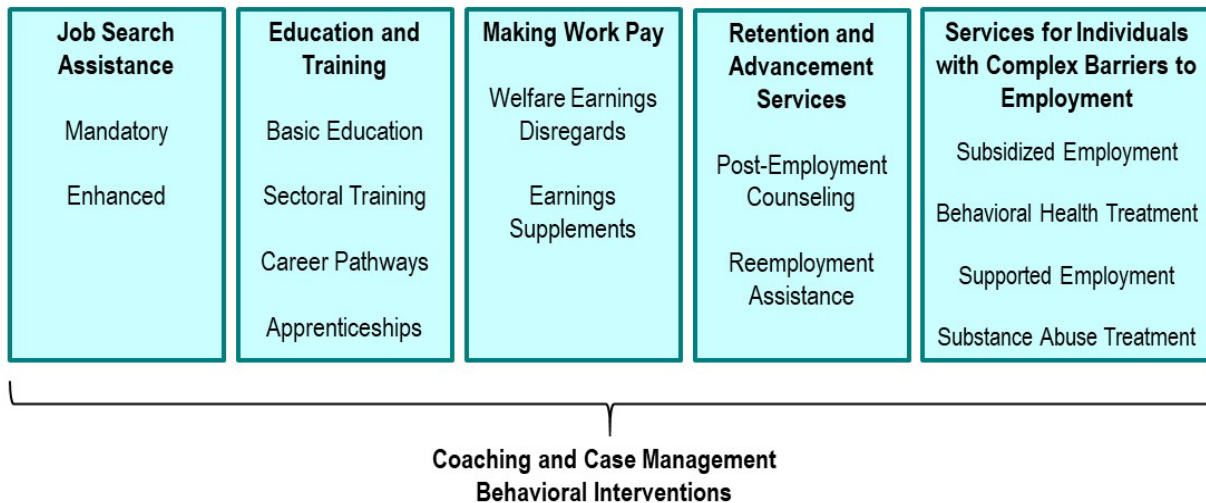 Job Search
Assistance
Mandatory
Enhanced
Education and
Training
Basic Education
Sectoral Training
Career Pathways
Apprenticeships
Making Work Pay
Welfare Earnings
Disregards
Earnings
Supplements
Retention and
Advancement
Services
Post-Employment
Counseling
Reemployment
Assistance
Services for Individuals
with Complex Barriers to
Employment
Subsidized Employment
Behavioral Health Treatment
Supported Employment
Substance Abuse Treatment
Coaching and Case Management
Behavioral Interventions